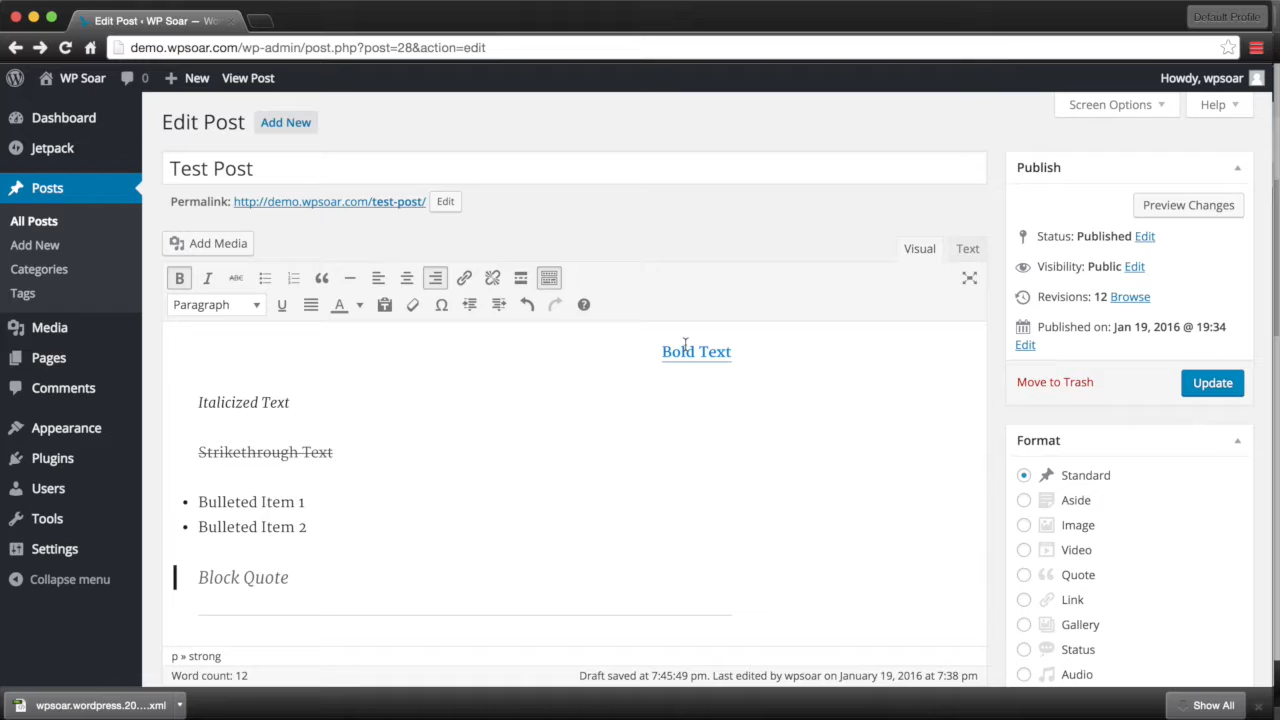 Edit Post ‹ WP Soar — Wo
Default Profile
demo.wpsoar.com/wp-admin/post.php?post=28&action=edit
WP Soar
0
New
View Post
Howdy, wpsoar
Dashboard
Jetpack
Posts
All Posts
Add New
Categories
Tags
Media
Pages
Comments
Appearance
Plugins
Users
Tools
Settings
Collapse menu
Screen Options
Help
Edit Post
Add New
Test Post
Permalink: http://demo.wpsoar.com/test-post/ Edit
Add Media
Visual
Text
B I ABC
Paragraph
U
A
Bold Text
Italicized Text
Strikethrough Text
• Bulleted Item 1
• Bulleted Item 2
Block Quote
p » strong
Word count: 12
Draft saved at 7:45:49 pm. Last edited by wpsoar on January 19, 2016 at 7:38 pm
Publish
Preview Changes
Status: Published Edit
Visibility: Public Edit
Revisions: 12 Browse
Published on: Jan 19, 2016 @ 19:34
Edit
Move to Trash
Update
Format
Standard
Aside
Image
Video
Quote
Link
Gallery
Status
Audio
wpsoar.wordpress.20....xml
Show All